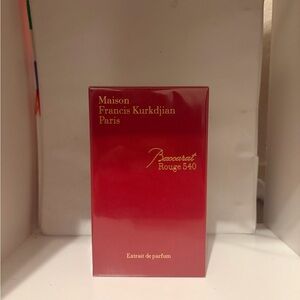 Maison
Francis Kurkdjian
Paris
Baccarat
Rouge 540
Extrait de parfum